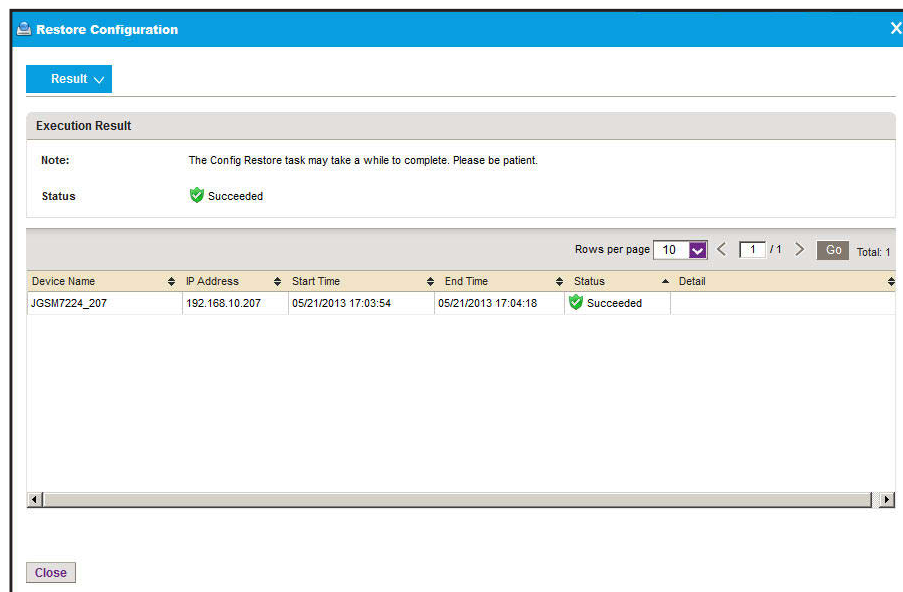 Restore Configuration
X
Result
Execution Result
Note: The Config Restore task may take a while to complete. Please be patient.
Status Succeeded
Rows per page 10 < 1 / 1 > Go Total: 1
Device Name IP Address Start Time End Time Status Detail
JGSM7224_207 192.168.10.207 05/21/2013 17:03:54 05/21/2013 17:04:18 Succeeded
Close